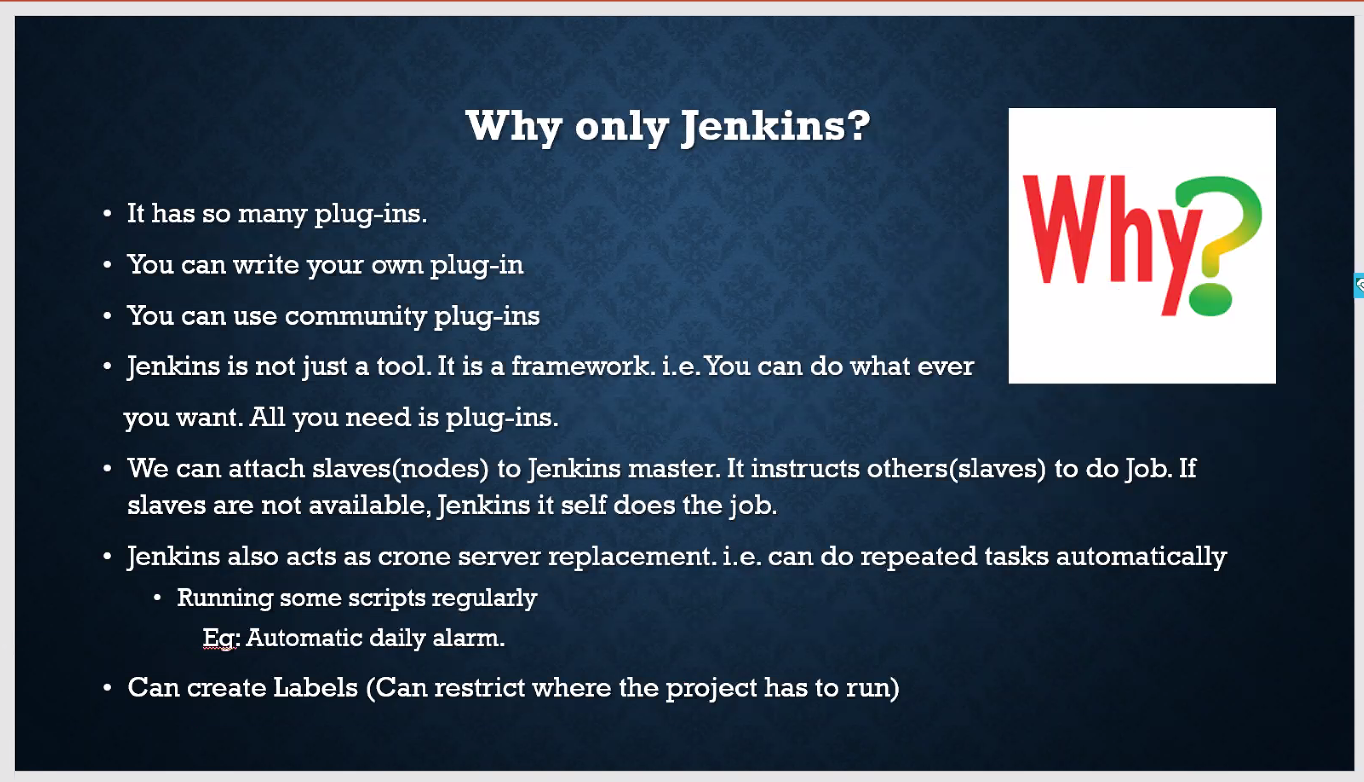 Why only Jenkins?
Why?
• It has so many plug-ins.
• You can write your own plug-in
• You can use community plug-ins
• Jenkins is not just a tool. It is a framework. i.e. You can do what ever
you want. All you need is plug-ins.
• We can attach slaves(nodes) to Jenkins master. It instructs others(slaves) to do Job. If
slaves are not available, Jenkins it self does the job.
• Jenkins also acts as crone server replacement. i.e. can do repeated tasks automatically
• Running some scripts regularly
Eg: Automatic daily alarm.
• Can create Labels (Can restrict where the project has to run)